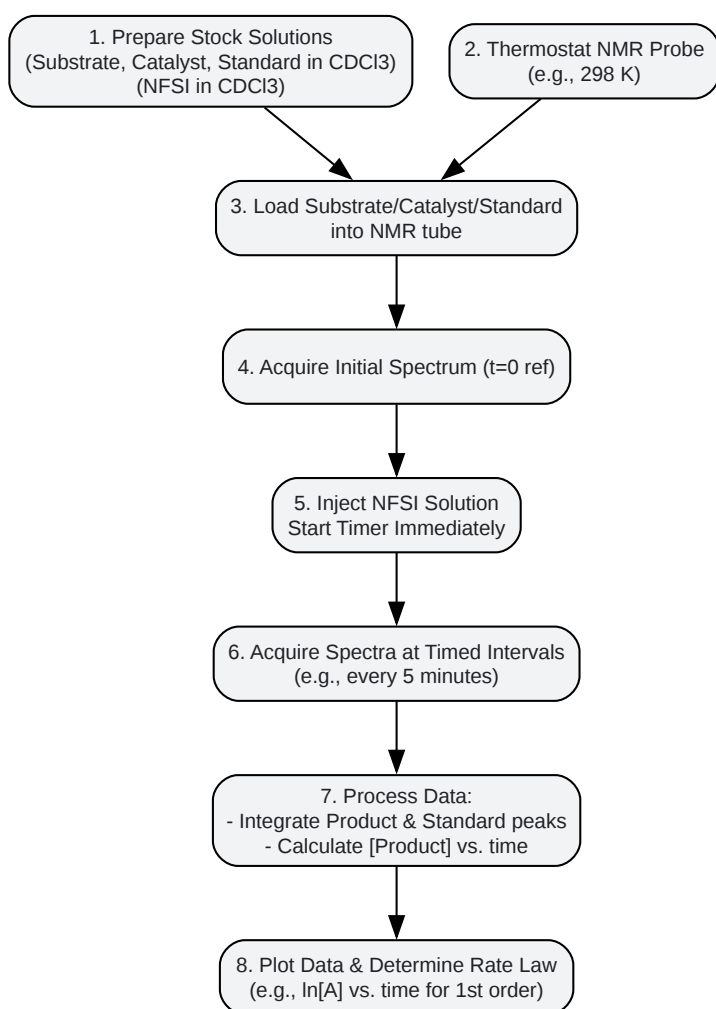 1. Prepare Stock Solutions
(Substrate, Catalyst, Standard in CDCl3)
(NFSI in CDCl3)
2. Thermostat NMR Probe
(e.g., 298 K)
3. Load Substrate/Catalyst/Standard
into NMR tube
4. Acquire Initial Spectrum (t=0 ref)
5. Inject NFSI Solution
Start Timer Immediately
6. Acquire Spectra at Timed Intervals
(e.g., every 5 minutes)
7. Process Data:
- Integrate Product & Standard peaks
- Calculate [Product] vs. time
8. Plot Data & Determine Rate Law
(e.g., ln[A] vs. time for 1st order)